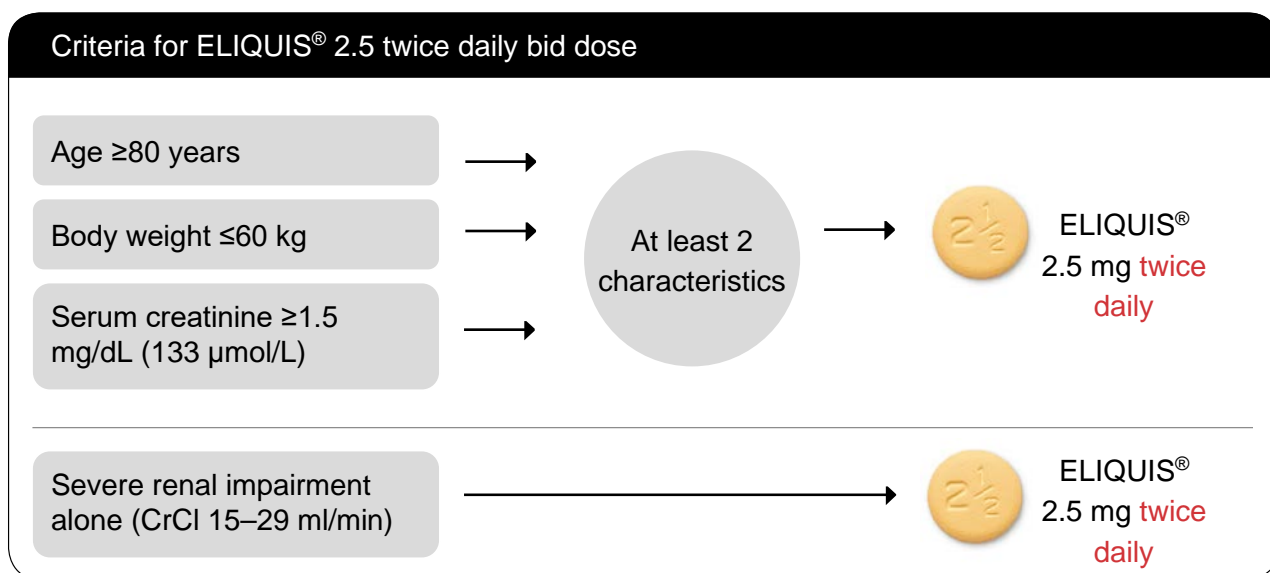 Criteria for ELIQUIS® 2.5 twice daily bid dose
Age ≥80 years
Body weight ≤60 kg
Serum creatinine ≥1.5
mg/dL (133 μmol/L)
At least 2
characteristics
2½
ELIQUIS®
2.5 mg twice
daily
Severe renal impairment
alone (CrCl 15–29 ml/min)
2½
ELIQUIS®
2.5 mg twice
daily